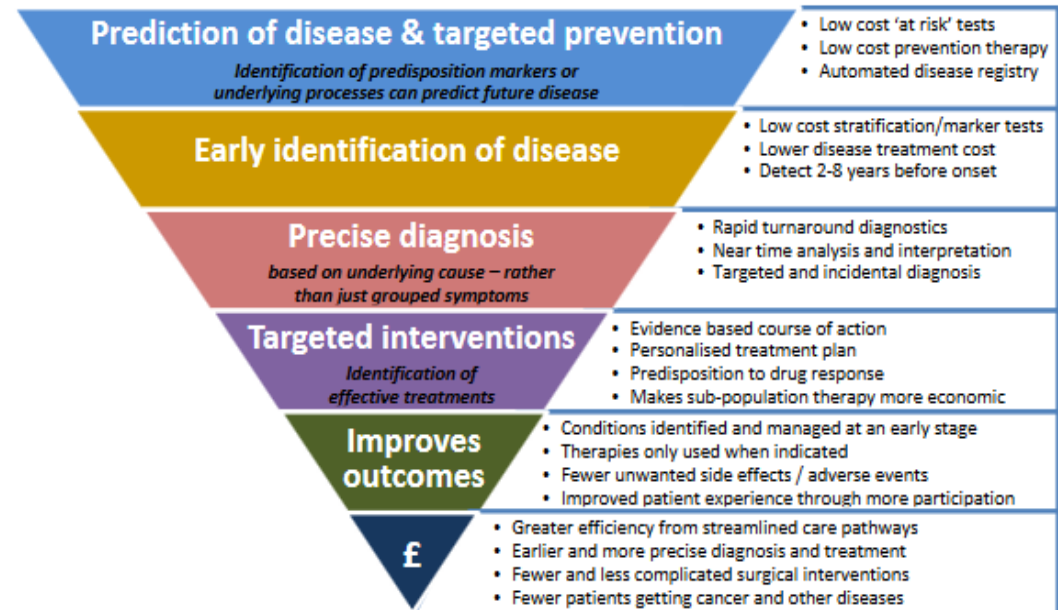 Prediction of disease & targeted prevention
Identification of predisposition markers or
underlying processes can predict future disease
• Low cost ‘at risk’ tests
• Low cost prevention therapy
• Automated disease registry
Early identification of disease
• Low cost stratification/marker tests
• Lower disease treatment cost
• Detect 2-8 years before onset
Precise diagnosis
based on underlying cause – rather
than just grouped symptoms
• Rapid turnaround diagnostics
• Near time analysis and interpretation
• Targeted and incidental diagnosis
Targeted interventions
Identification of
effective treatments
• Evidence based course of action
• Personalised treatment plan
• Predisposition to drug response
• Makes sub-population therapy more economic
Improves
outcomes
• Conditions identified and managed at an early stage
• Therapies only used when indicated
• Fewer unwanted side effects / adverse events
• Improved patient experience through more participation
£
• Greater efficiency from streamlined care pathways
• Earlier and more precise diagnosis and treatment
• Fewer and less complicated surgical interventions
• Fewer patients getting cancer and other diseases